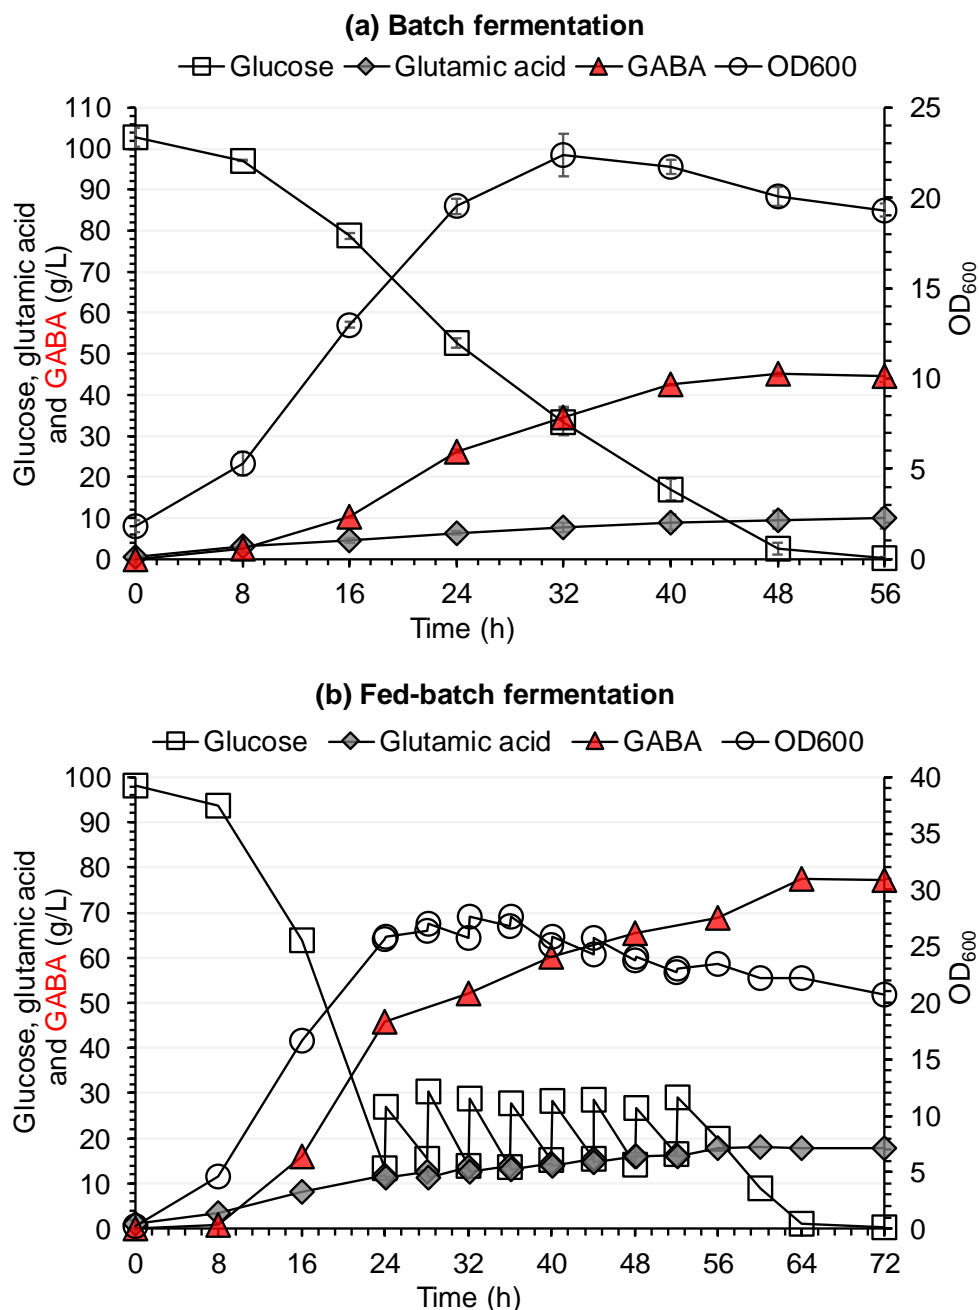 (a) Batch fermentation
Glucose Glutamic acid GABA OD600
110 25
100
90 20
80
70 15
60
50 10
40
30
20 5
10
0 0
Glucose, glutamic acid
and GABA (g/L)
OD600
0 8 16 24 32 40 48 56
Time (h)
(b) Fed-batch fermentation
Glucose Glutamic acid GABA OD600
100 40
90 35
80 30
70 25
60
50 20
40 15
30 10
20
10 5
0 0
Glucose, glutamic acid
and GABA (g/L)
OD600
0 8 16 24 32 40 48 56 64 72
Time (h)